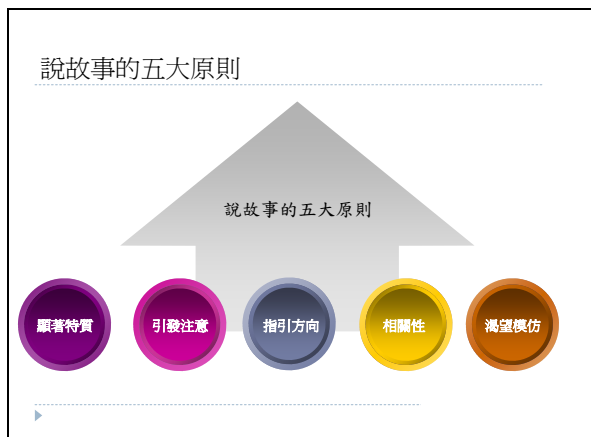 說故事的五大原則
說故事的五大原則
顯著特質
引發注意
指引方向
相關性
渴望模仿